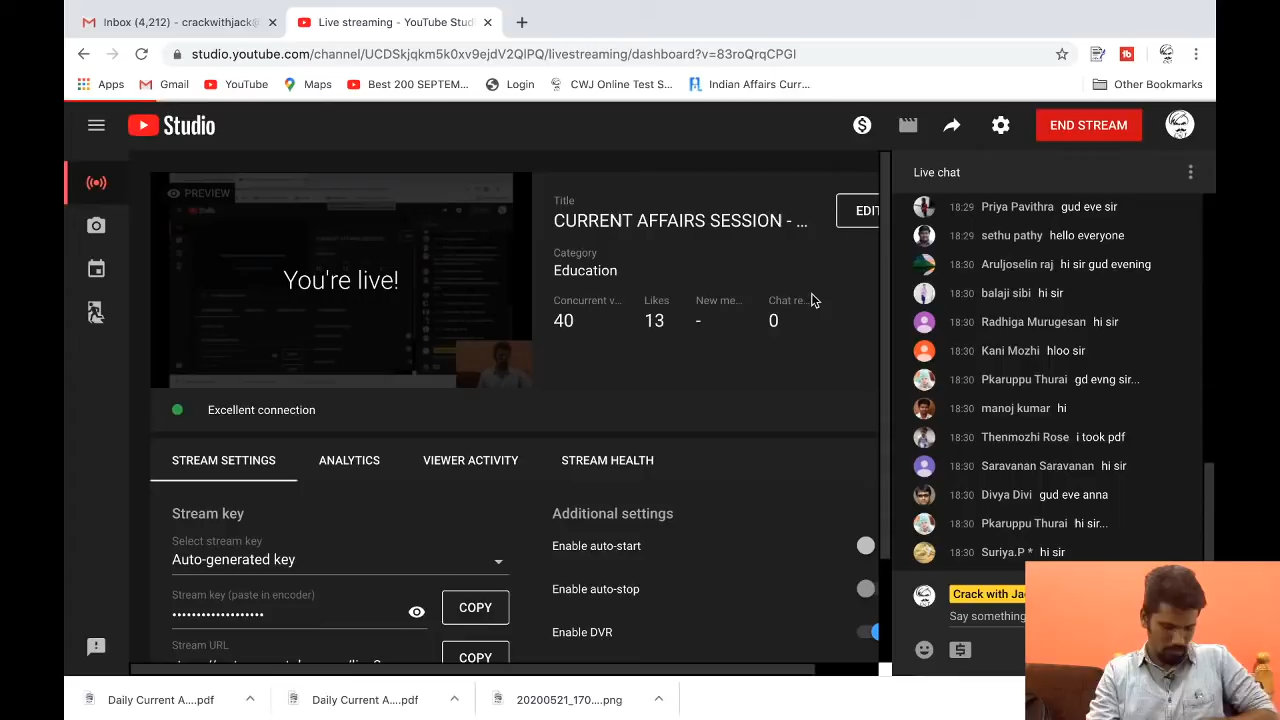 Inbox (4,212) - crackwithjack@
Live streaming - YouTube Stud
studio.youtube.com/channel/UCDSkjqkm5k0xv9ejdV2QlPQ/livestreaming/dashboard?v=83roQrqCPGI
Apps Gmail YouTube Maps Best 200 SEPTEM... Login CWJ Online Test S... Indian Affairs Curr... Other Bookmarks
Studio
END STREAM
PREVIEW
You're live!
Title
CURRENT AFFAIRS SESSION - ...
EDIT
Category
Education
Concurrent v... Likes New me... Chat re...
40 13 - 0
Excellent connection
STREAM SETTINGS ANALYTICS VIEWER ACTIVITY STREAM HEALTH
Stream key
Select stream key
Auto-generated key
Stream key (paste in encoder)
••••••••••••••••••
COPY
Stream URL
COPY
Additional settings
Enable auto-start
Enable auto-stop
Enable DVR
Live chat
18:29 Priya Pavithra gud eve sir
18:29 sethu pathy hello everyone
18:30 Aruljoselin raj hi sir gud evening
18:30 balaji sibi hi sir
18:30 Radhiga Murugesan hi sir
18:30 Kani Mozhi hloo sir
18:30 Pkaruppu Thurai gd evng sir...
18:30 manoj kumar hi
18:30 Thenmozhi Rose i took pdf
18:30 Saravanan Saravanan hi sir
18:30 Divya Divi gud eve anna
18:30 Pkaruppu Thurai hi sir...
18:30 Suriya.P * hi sir
Crack with Ja
Say something
Daily Current A....pdf Daily Current A....pdf 20200521_170....png